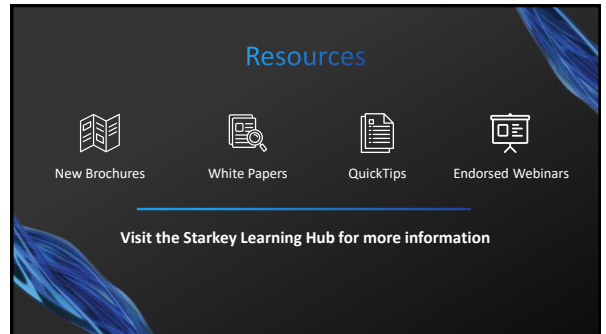 Resources
New Brochures
White Papers
QuickTips
Endorsed Webinars
Visit the Starkey Learning Hub for more information